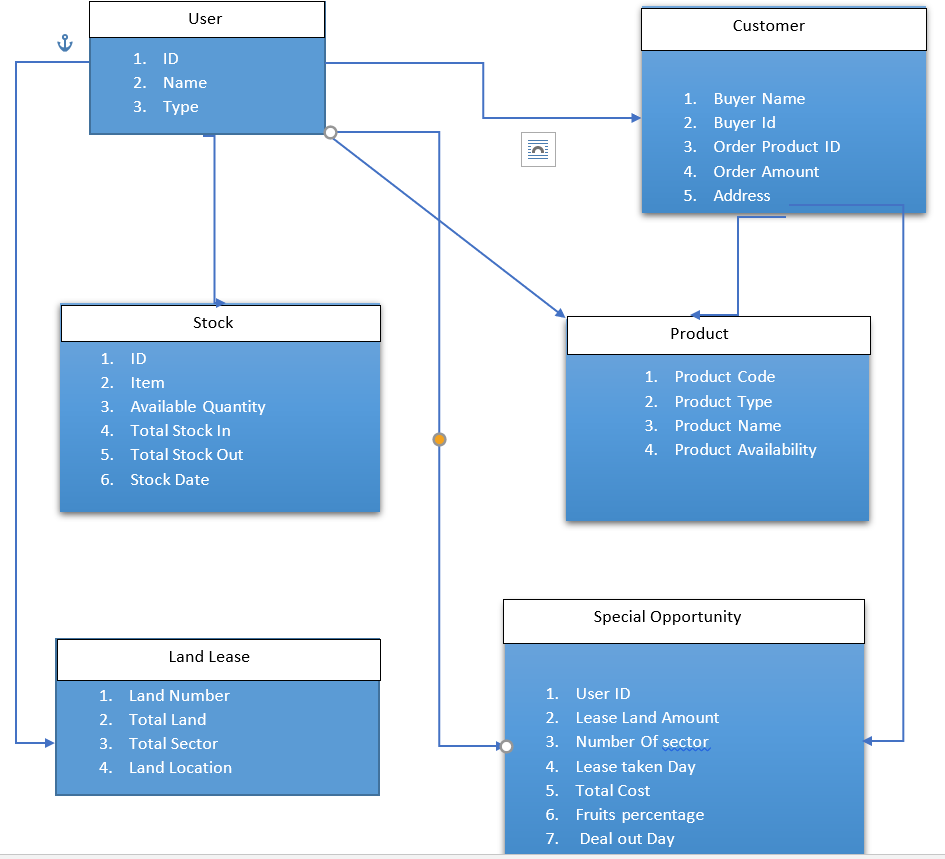 User
1. ID
2. Name
3. Type
Customer
1. Buyer Name
2. Buyer Id
3. Order Product ID
4. Order Amount
5. Address
Stock
1. ID
2. Item
3. Available Quantity
4. Total Stock In
5. Total Stock Out
6. Stock Date
Product
1. Product Code
2. Product Type
3. Product Name
4. Product Availability
Land Lease
1. Land Number
2. Total Land
3. Total Sector
4. Land Location
Special Opportunity
1. User ID
2. Lease Land Amount
3. Number Of sector
4. Lease taken Day
5. Total Cost
6. Fruits percentage
7. Deal out Day